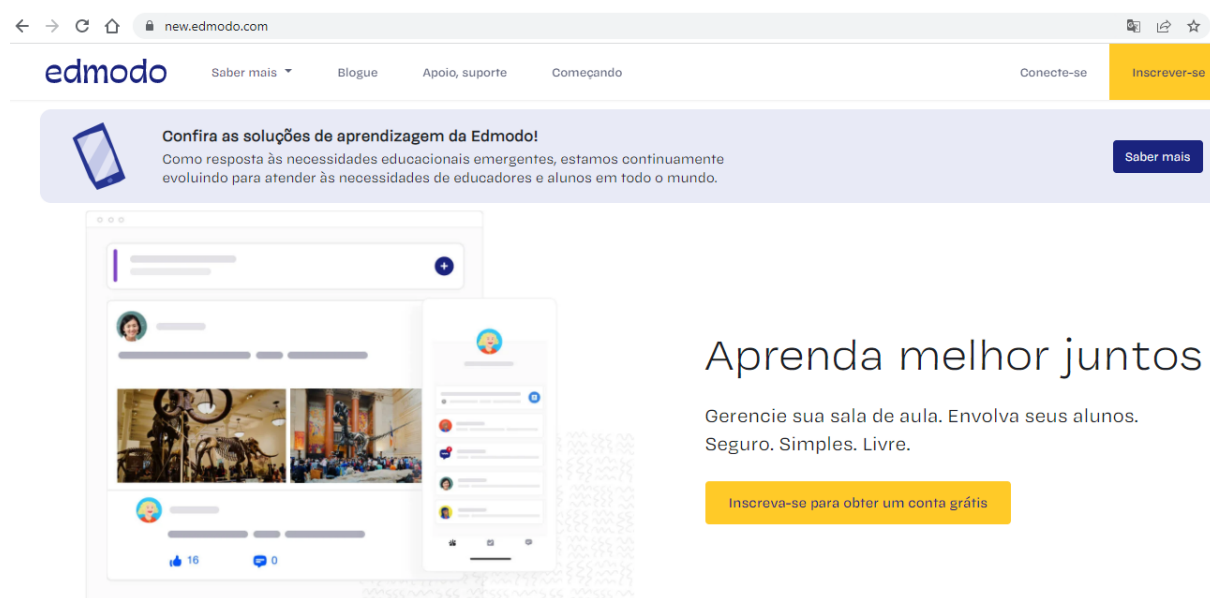 new.edmodo.com
edmodo
Saber mais
Blogue
Apoio, suporte
Começando
Conecte-se
Inscrever-se
Confira as soluções de aprendizagem da Edmodo!
Como resposta às necessidades educacionais emergentes, estamos continuamente
evoluindo para atender às necessidades de educadores e alunos em todo o mundo.
Saber mais
Aprenda melhor juntos
Gerencie sua sala de aula. Envolva seus alunos.
Seguro. Simples. Livre.
Inscreva-se para obter um conta grátis
16
0